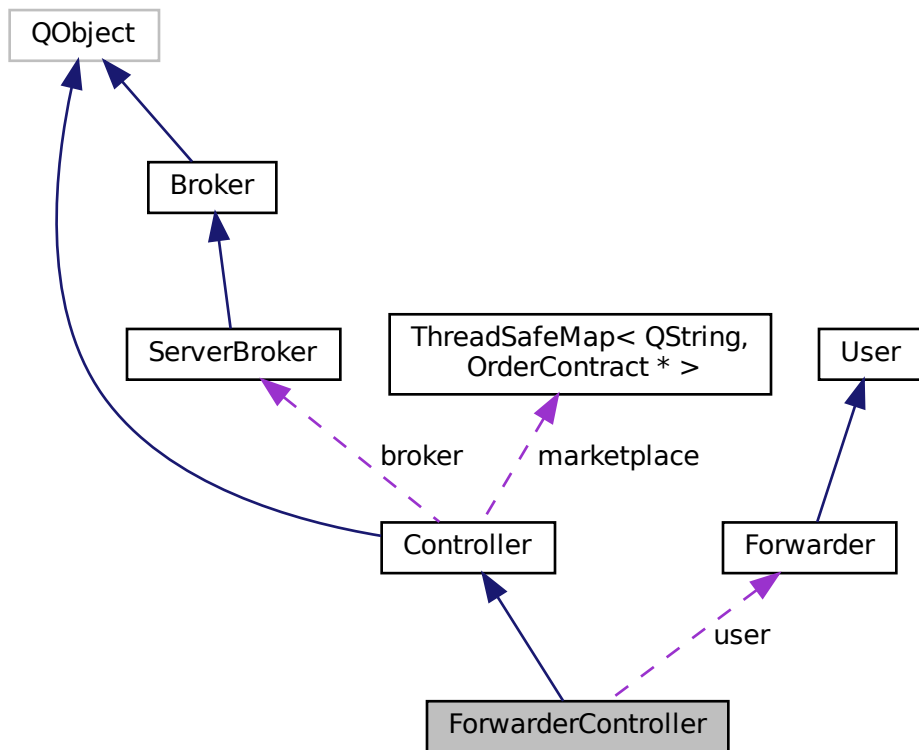 QObject
Broker
ServerBroker
ThreadSafeMap< QString,
OrderContract * >
User
broker
marketplace
Controller
Forwarder
user
ForwarderController